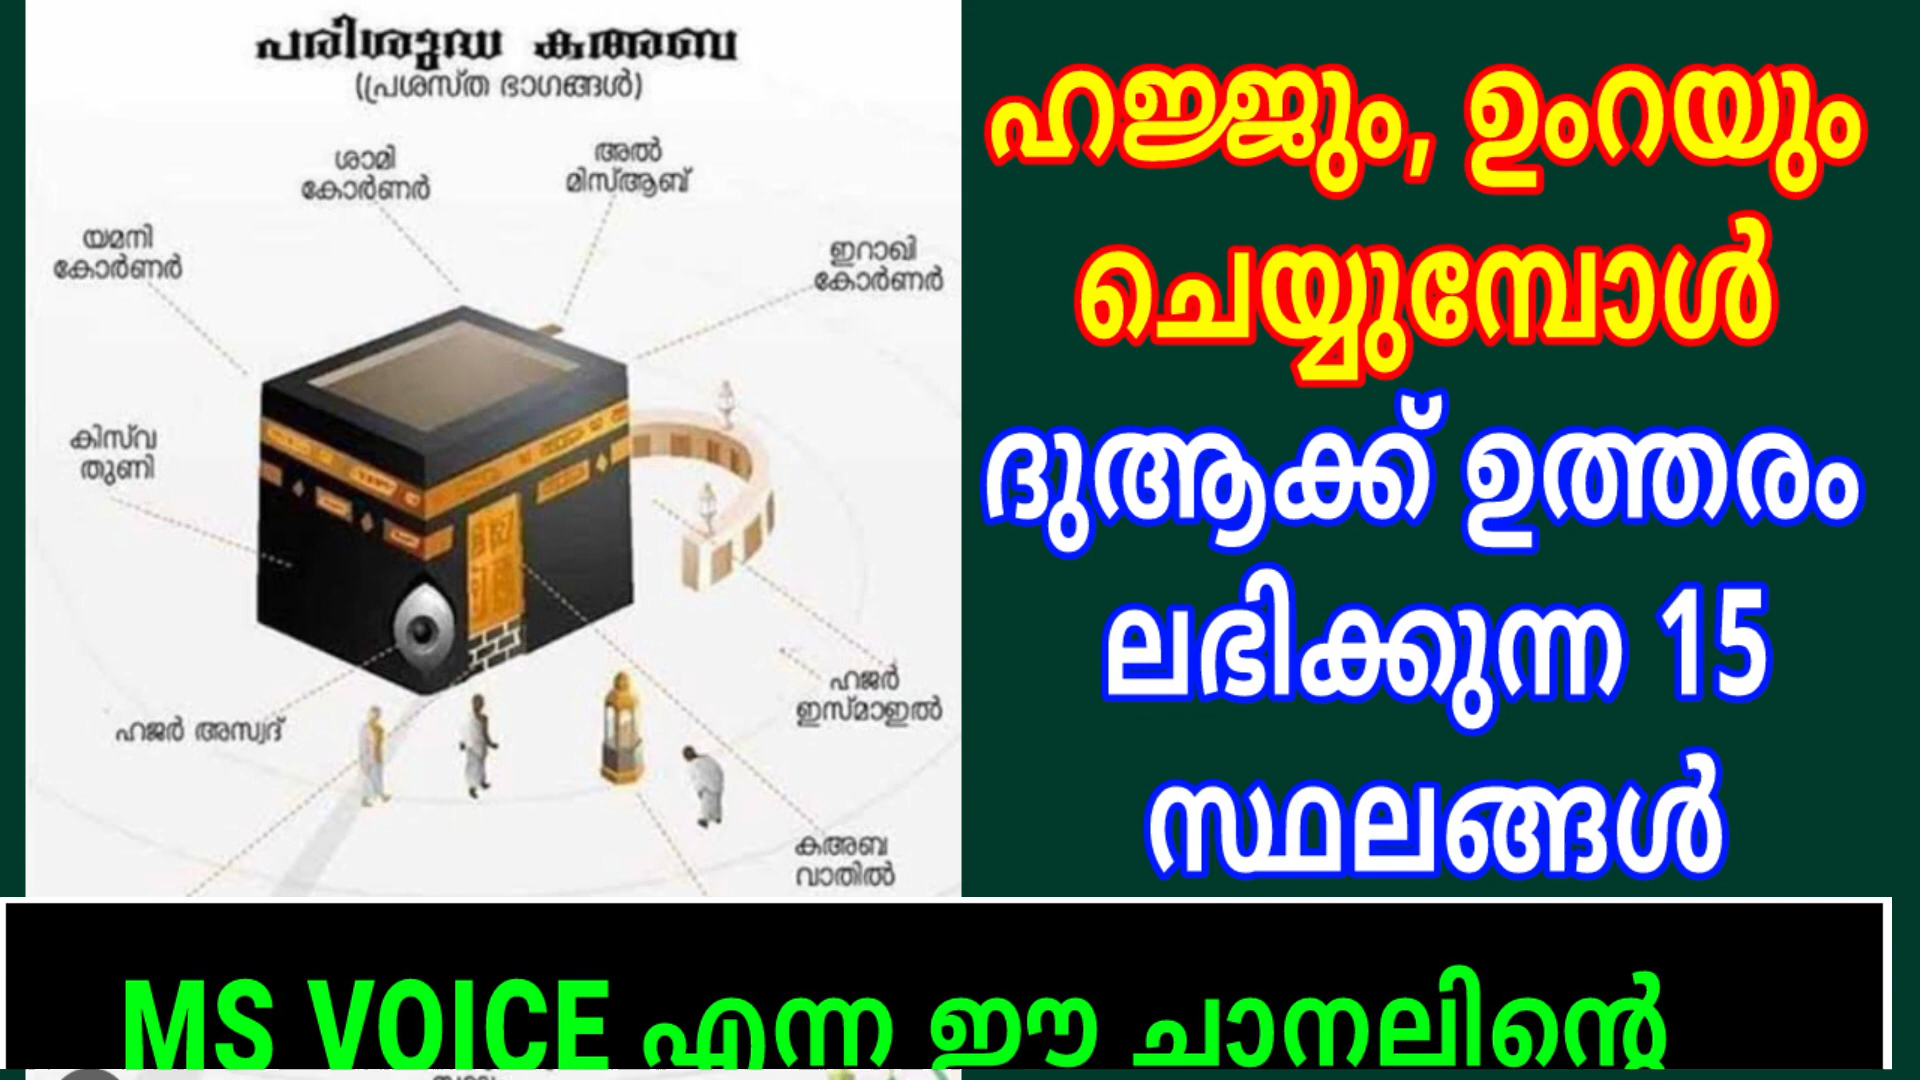 പരിശുദ്ധ കഅബ
(പ്രശസ്ത ഭാഗങ്ങൾ)
ശാമി
കോർണർ
അൽ
മിസ്ആബ്
യമനി
കോർണർ
ഇറാഖി
കോർണർ
കിസ്‌വ
തുണി
ഹജർ
ഇസ്മാഇൽ
ഹജർ അസ്വദ്
കഅബ
വാതിൽ
ഹജ്ജും, ഉംറയും
ചെയ്യുമ്പോൾ
ദുആക്ക് ഉത്തരം
ലഭിക്കുന്ന 15
സ്ഥലങ്ങൾ
MS VOICE എന്ന ഈ ചാനലിന്റെ